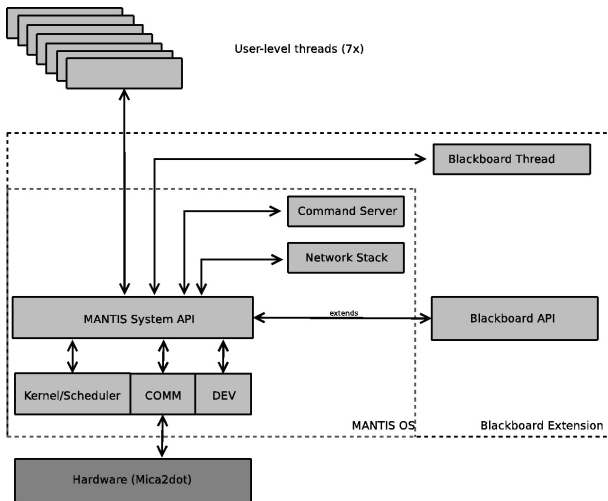 User-level threads (7x)
Blackboard Thread
Command Server
Network Stack
MANTIS System API
extends
Blackboard API
Kernel/Scheduler
COMM
DEV
MANTIS OS
Blackboard Extension
Hardware (Mica2dot)